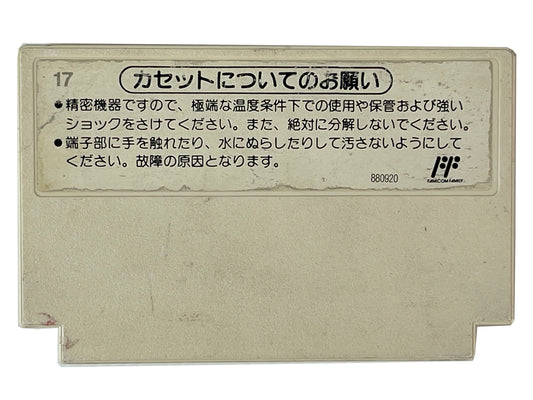 17
カセットについてのお願い
●精密機器ですので、極端な温度条件下での使用や保管および強い
ショックをさけてください。また、絶対に分解しないでください。
●端子部に手を触れたり、水にぬらしたりして汚さないようにして
ください。故障の原因となります。
880920
FF
FAMICOM FAMILY